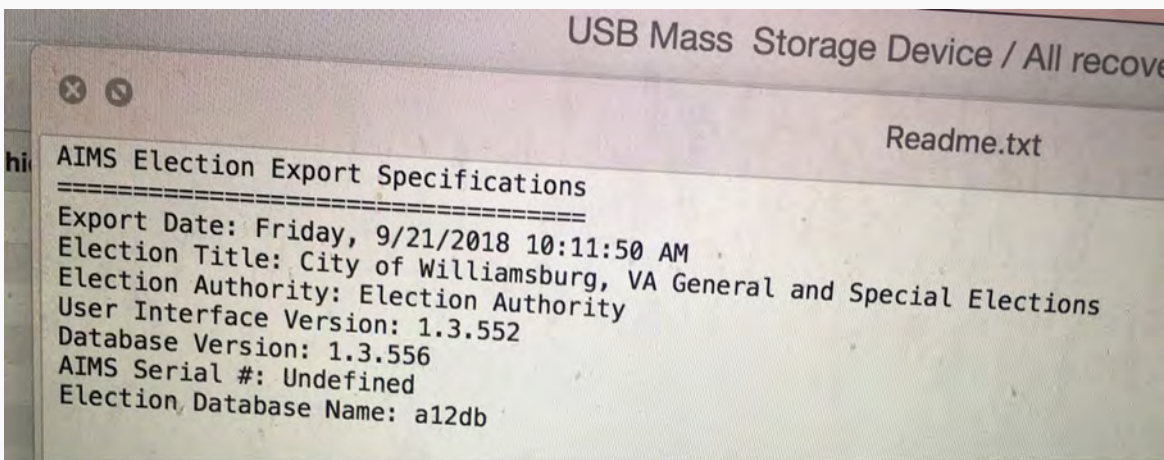 USB Mass Storage Device / All recove
Readme.txt
hi
AIMS Election Export Specifications
==================================
Export Date: Friday, 9/21/2018 10:11:50 AM
Election Title: City of Williamsburg, VA General and Special Elections
Election Authority: Election Authority
User Interface Version: 1.3.552
Database Version: 1.3.556
AIMS Serial #: Undefined
Election Database Name: a12db